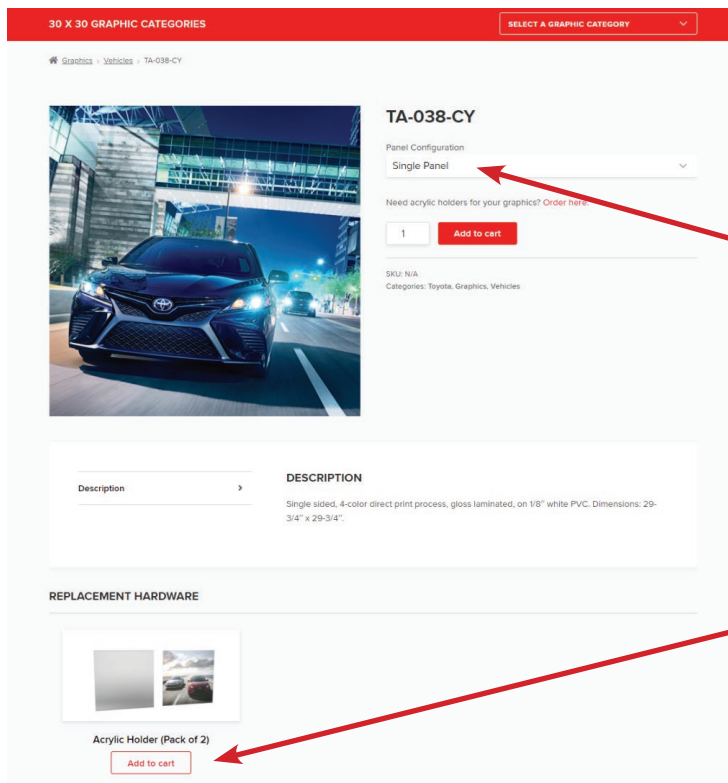 30 X 30 GRAPHIC CATEGORIES
SELECT A GRAPHIC CATEGORY
Graphics › Vehicles › TA-038-CY
TA-038-CY
Panel Configuration
Single Panel
Need acrylic holders for your graphics? Order here.
1
Add to cart
SKU: N/A
Categories: Toyota, Graphics, Vehicles
Description
DESCRIPTION
Single sided, 4-color direct print process, gloss laminated, on 1/8" white PVC. Dimensions: 29-
3/4" x 29-3/4".
REPLACEMENT HARDWARE
Acrylic Holder (Pack of 2)
Add to cart